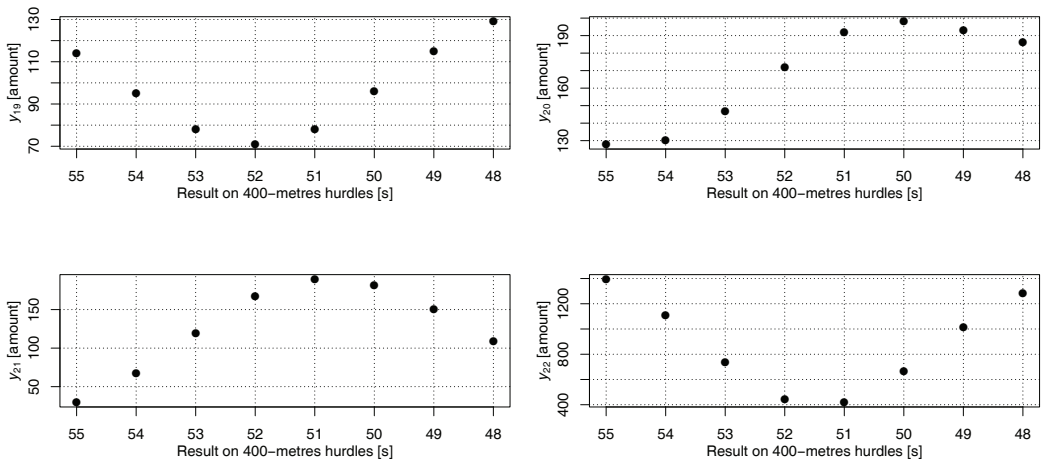 y19 [amount]
130
110
90
70
55 54 53 52 51 50 49 48
Result on 400−metres hurdles [s]
y20 [amount]
190
160
130
55 54 53 52 51 50 49 48
Result on 400−metres hurdles [s]
y21 [amount]
150
100
50
55 54 53 52 51 50 49 48
Result on 400−metres hurdles [s]
y22 [amount]
1200
800
400
55 54 53 52 51 50 49 48
Result on 400−metres hurdles [s]